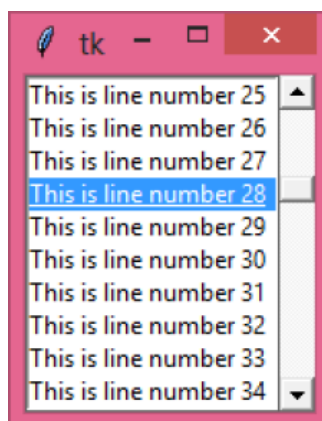 tk
This is line number 25
This is line number 26
This is line number 27
This is line number 28
This is line number 29
This is line number 30
This is line number 31
This is line number 32
This is line number 33
This is line number 34